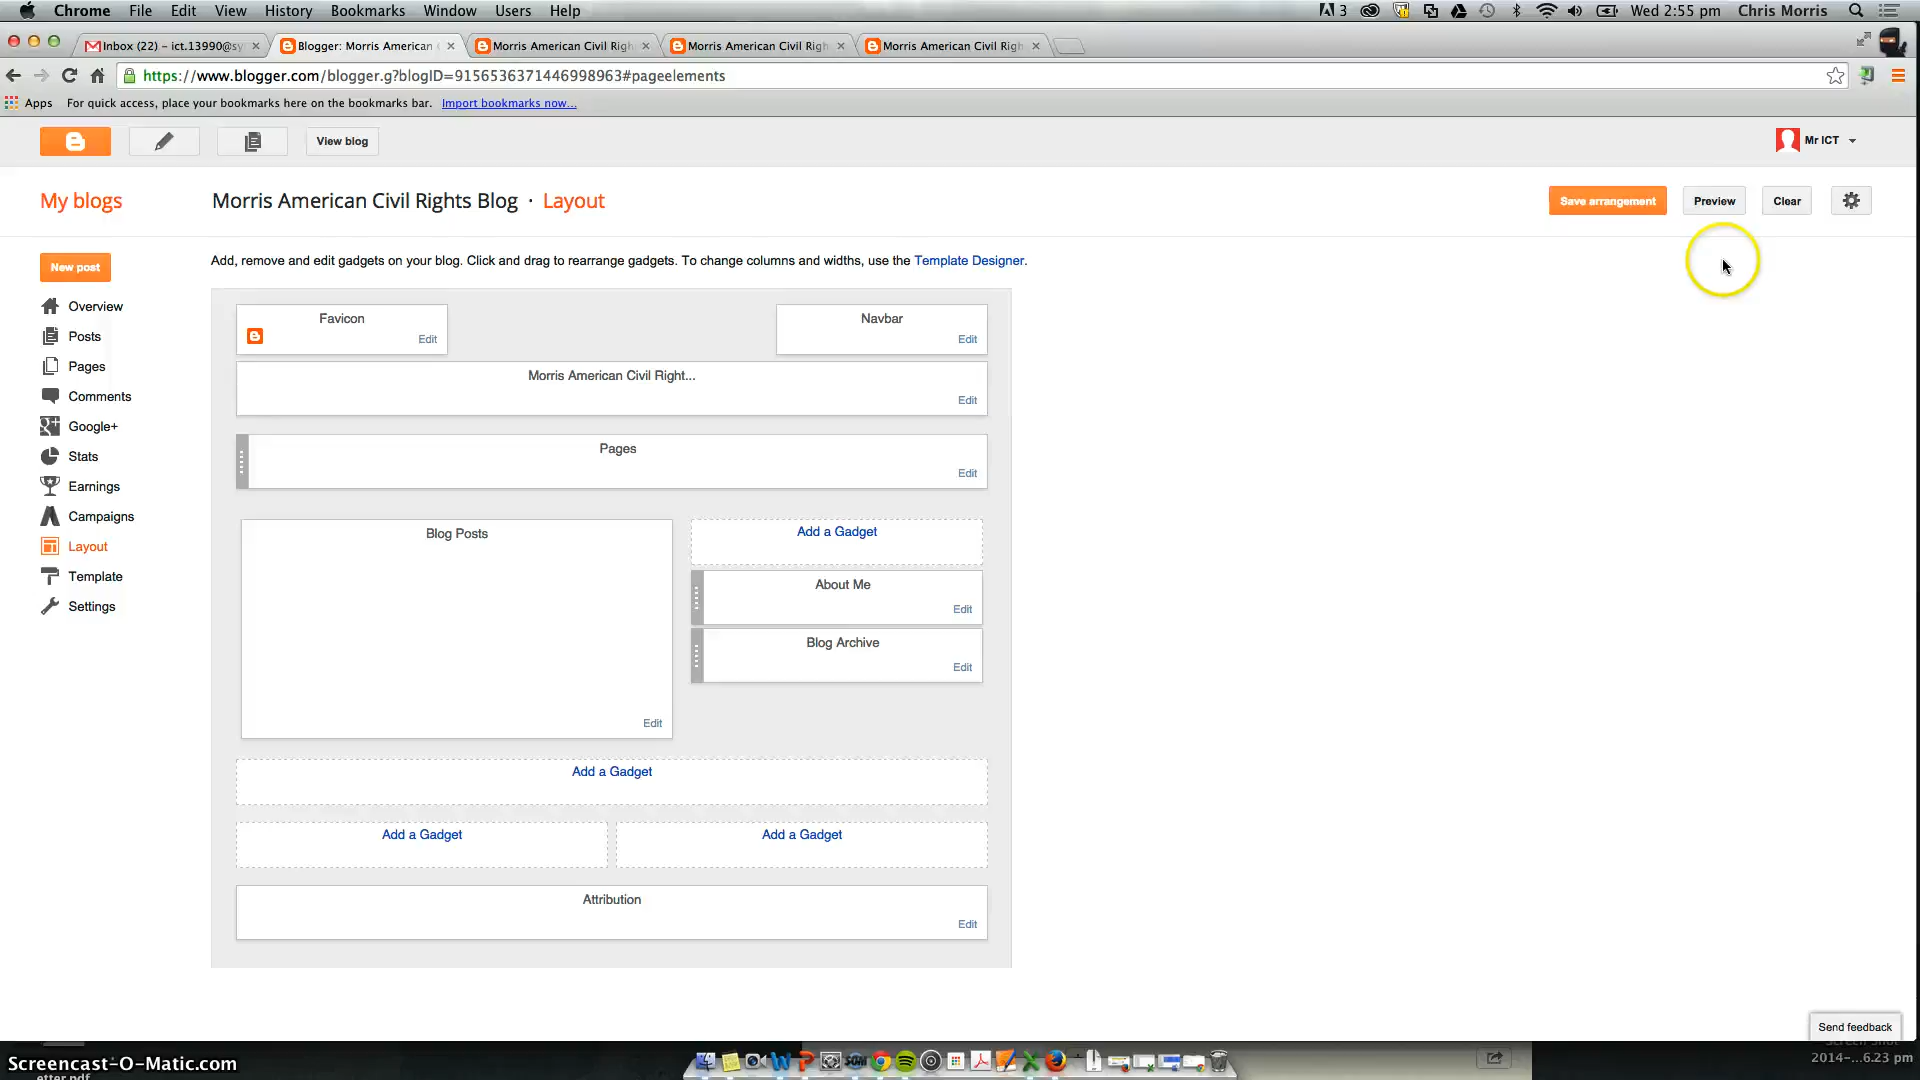 Chrome File Edit View History Bookmarks Window Users Help 3 Wed 2:55 pm Chris Morris
Inbox (22) – ict.13990@sy Blogger: Morris American Morris American Civil Righ Morris American Civil Righ Morris American Civil Righ
https://www.blogger.com/blogger.g?blogID=9156536371446998963#pageelements
Apps For quick access, place your bookmarks here on the bookmarks bar. Import bookmarks now...
View blog Mr ICT
My blogs Morris American Civil Rights Blog · Layout Save arrangement Preview Clear
New post
Add, remove and edit gadgets on your blog. Click and drag to rearrange gadgets. To change columns and widths, use the Template Designer.
Overview
Posts
Pages
Comments
Google+
Stats
Earnings
Campaigns
Layout
Template
Settings
Favicon
Edit
Navbar
Edit
Morris American Civil Right...
Edit
Pages
Edit
Blog Posts
Edit
Add a Gadget
About Me
Edit
Blog Archive
Edit
Add a Gadget
Add a Gadget
Add a Gadget
Attribution
Edit
Send feedback
Screencast-O-Matic.com
2014-...6.23 pm
etter.pdf